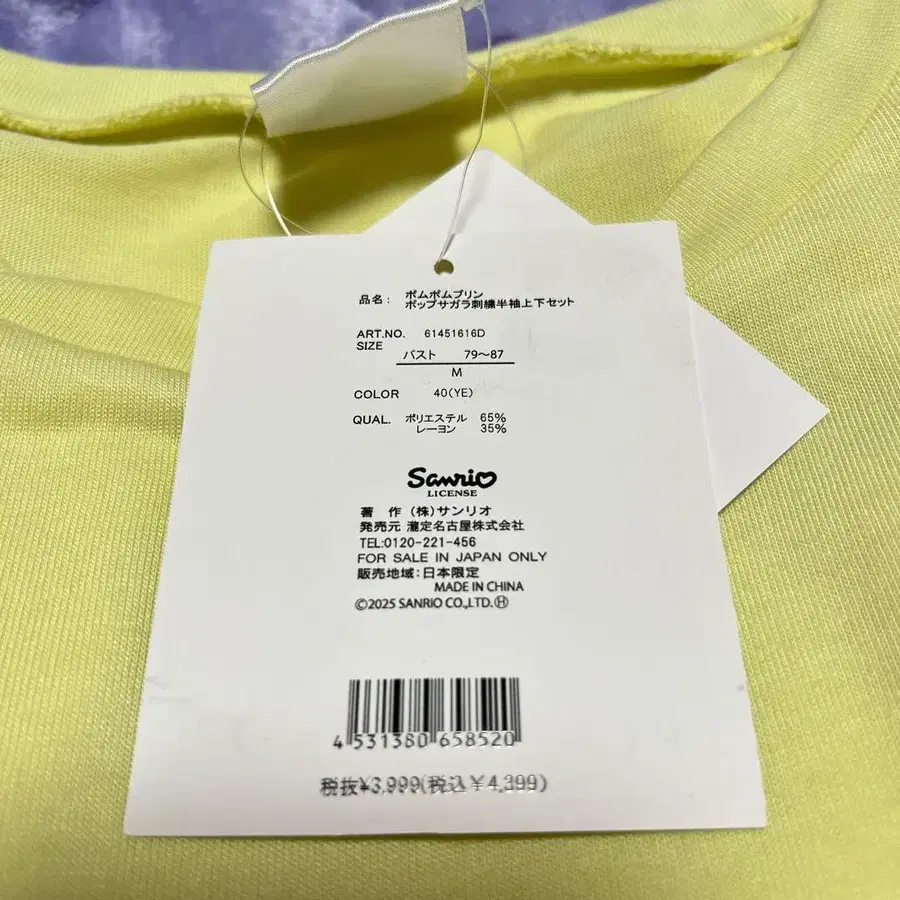 品名： ポムポムプリン
ポップサガラ刺繍半袖上下セット
ART.NO. 61451616D
SIZE
バスト 79～87
M
COLOR 40(YE)
QUAL. ポリエステル 65%
レーヨン 35%
Sanrio
LICENSE
著 作 (株)サンリオ
発売元 瀧定名古屋株式会社
TEL:0120-221-456
FOR SALE IN JAPAN ONLY
販売地域：日本限定
MADE IN CHINA
©2025 SANRIO CO.,LTD. Ⓗ
4 531380 658520
税抜¥3,999(税込¥4,399)